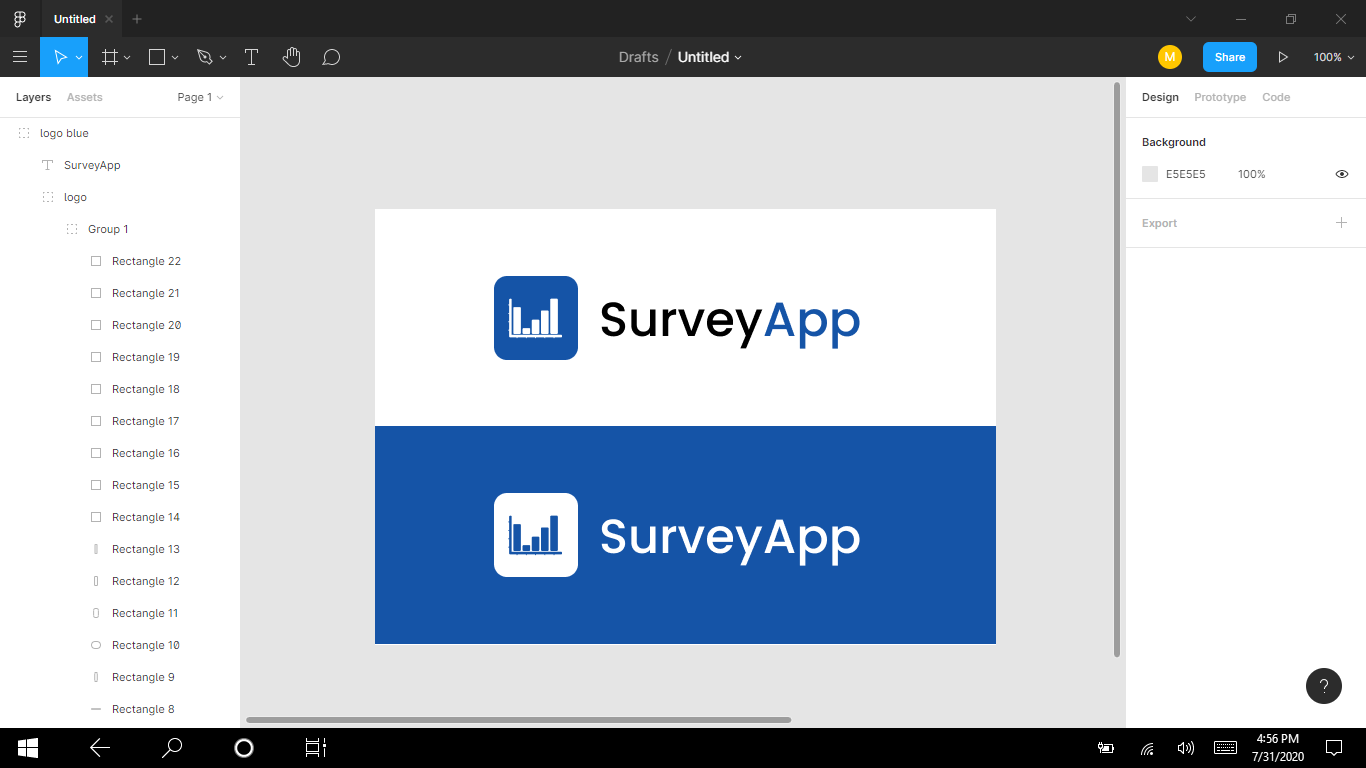 Untitled
Drafts / Untitled
M
Share
100%
Layers Assets Page 1
logo blue
SurveyApp
logo
Group 1
Rectangle 22
Rectangle 21
Rectangle 20
Rectangle 19
Rectangle 18
Rectangle 17
Rectangle 16
Rectangle 15
Rectangle 14
Rectangle 13
Rectangle 12
Rectangle 11
Rectangle 10
Rectangle 9
Rectangle 8
SurveyApp
SurveyApp
Design Prototype Code
Background
E5E5E5 100%
Export
?
4:56 PM
7/31/2020